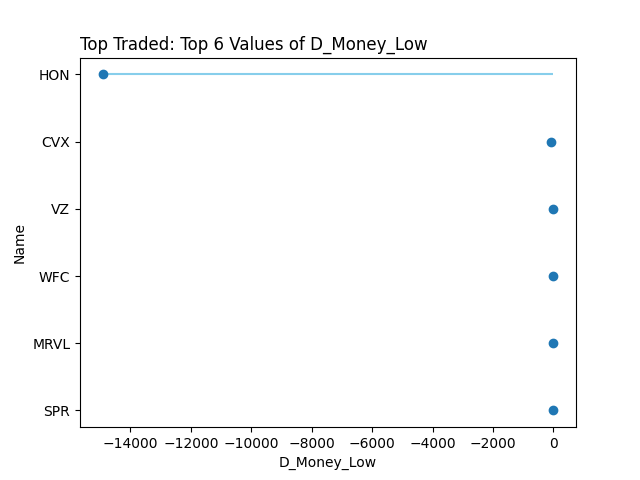 Top Traded: Top 6 Values of D_Money_Low
HON
CVX
VZ
WFC
MRVL
SPR
Name
−14000 −12000 −10000 −8000 −6000 −4000 −2000 0
D_Money_Low